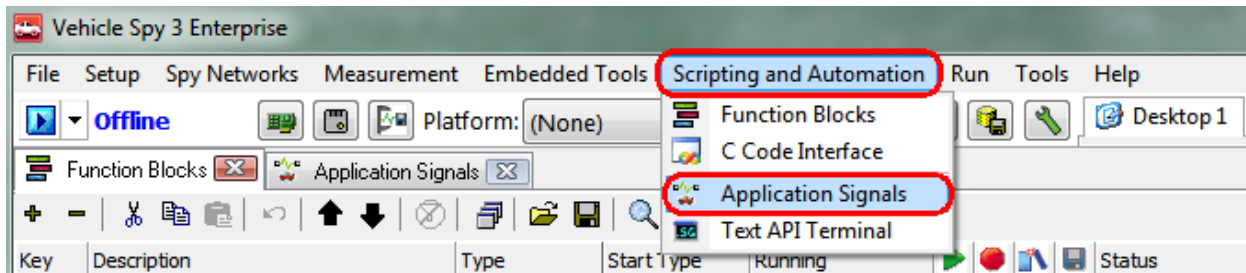 Vehicle Spy 3 Enterprise
File Setup Spy Networks Measurement Embedded Tools Scripting and Automation Run Tools Help
Offline Platform: (None) Desktop 1
Function Blocks
C Code Interface
Application Signals
Text API Terminal
Function Blocks Application Signals
Key Description Type Start Type Running Status